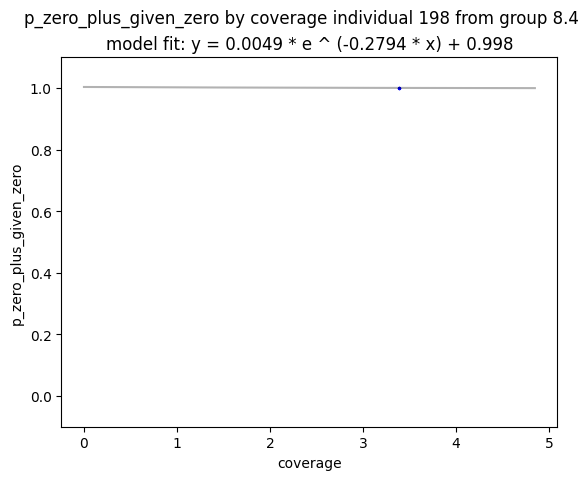 p_zero_plus_given_zero by coverage individual 198 from group 8.4
model fit: y = 0.0049 * e ^ (-0.2794 * x) + 0.998
p_zero_plus_given_zero
1.0
0.8
0.6
0.4
0.2
0.0
0 1 2 3 4 5
coverage